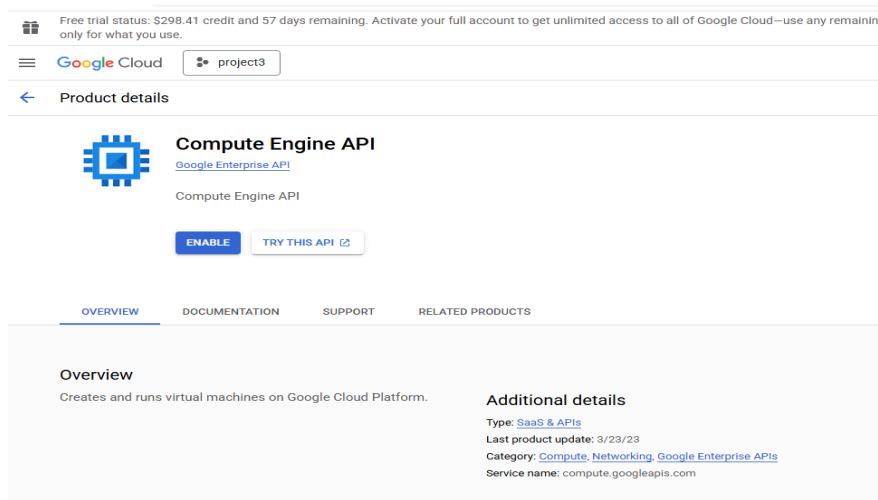 Free trial status: $298.41 credit and 57 days remaining. Activate your full account to get unlimited access to all of Google Cloud—use any
only for what you use.
Google Cloud
project3
Product details
Compute Engine API
Google Enterprise API
Compute Engine API
ENABLE
TRY THIS API
OVERVIEW
DOCUMENTATION
SUPPORT
RELATED PRODUCTS
Overview
Creates and runs virtual machines on Google Cloud Platform.
Additional details
Type: SaaS & APIs
Last product update: 3/23/23
Category: Compute, Networking, Google Enterprise APIs
Service name: compute.googleapis.com